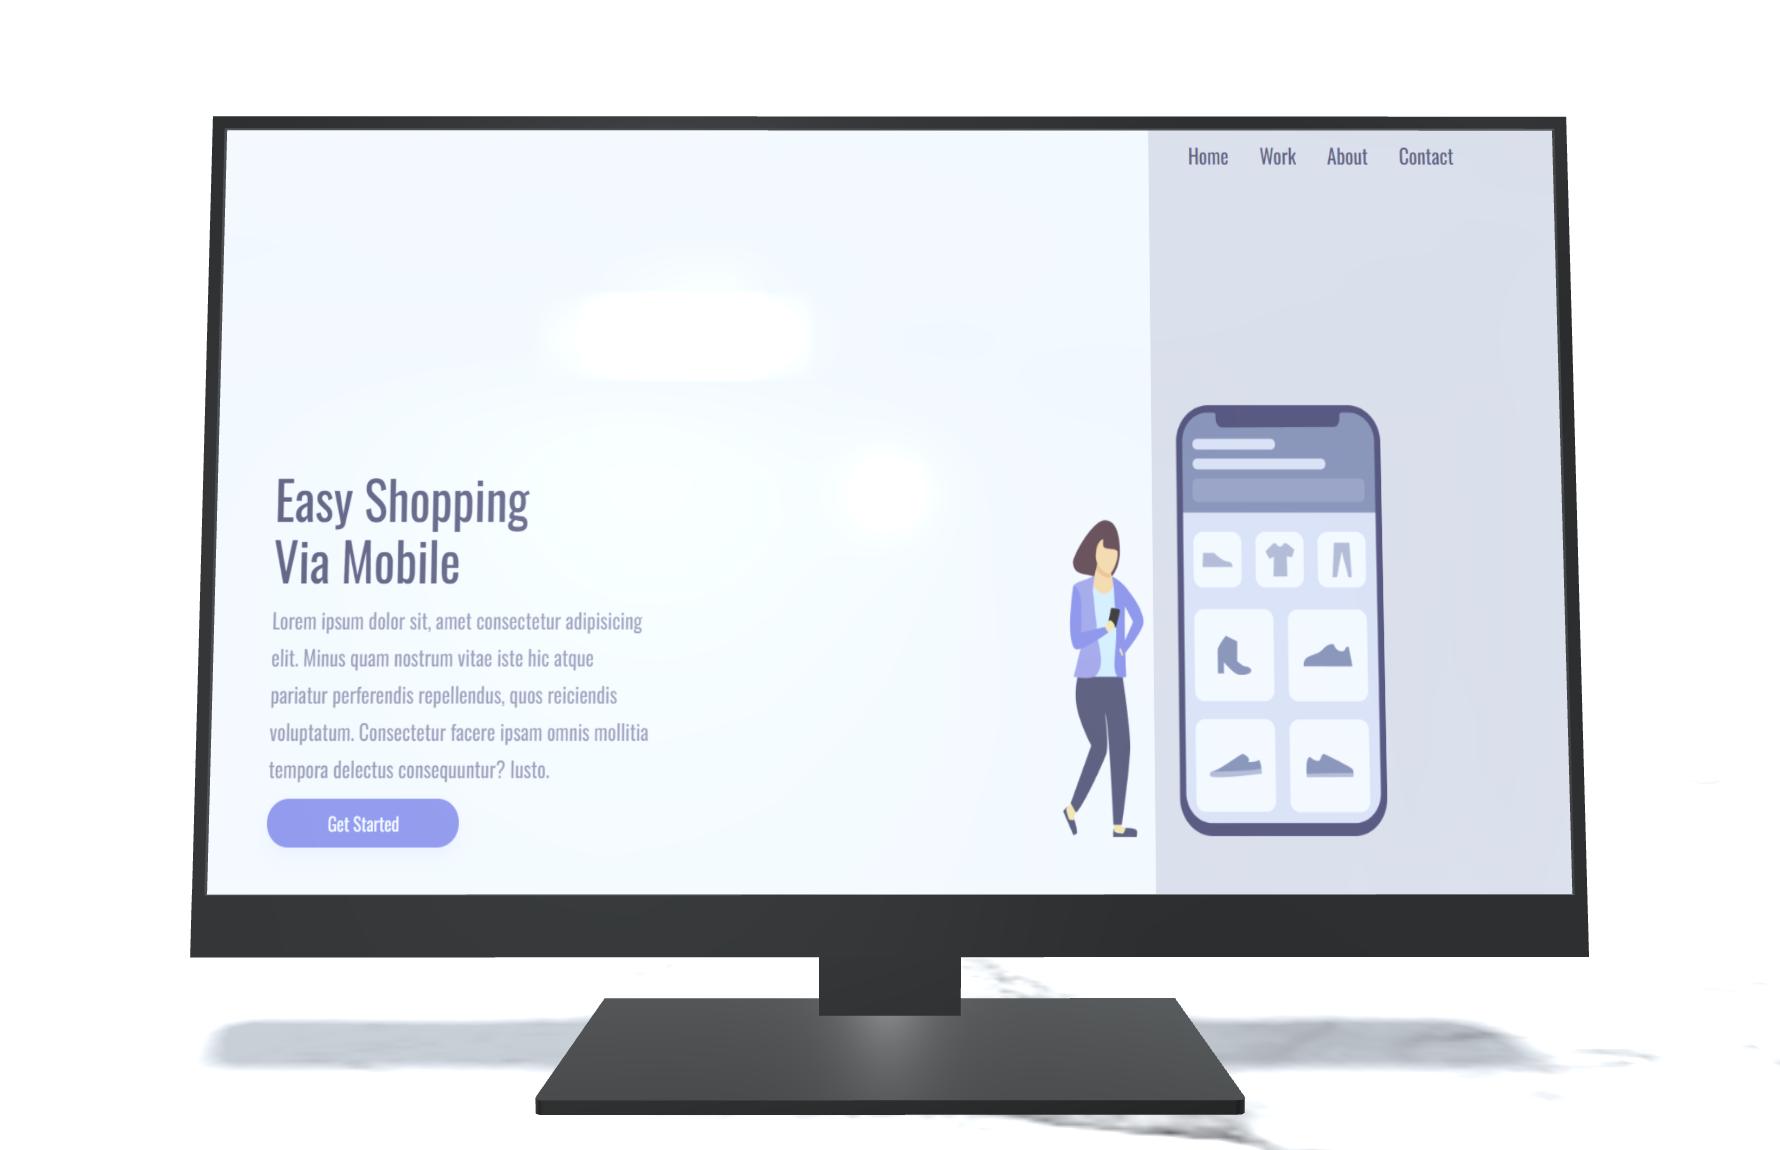 Home Work About Contact
Easy Shopping
Via Mobile
Lorem ipsum dolor sit, amet consectetur adipisicing
elit. Minus quam nostrum vitae iste hic atque
pariatur perferendis repellendus, quos reiciendis
voluptatum. Consectetur facere ipsam omnis mollitia
tempora delectus consequuntur? Iusto.
Get Started